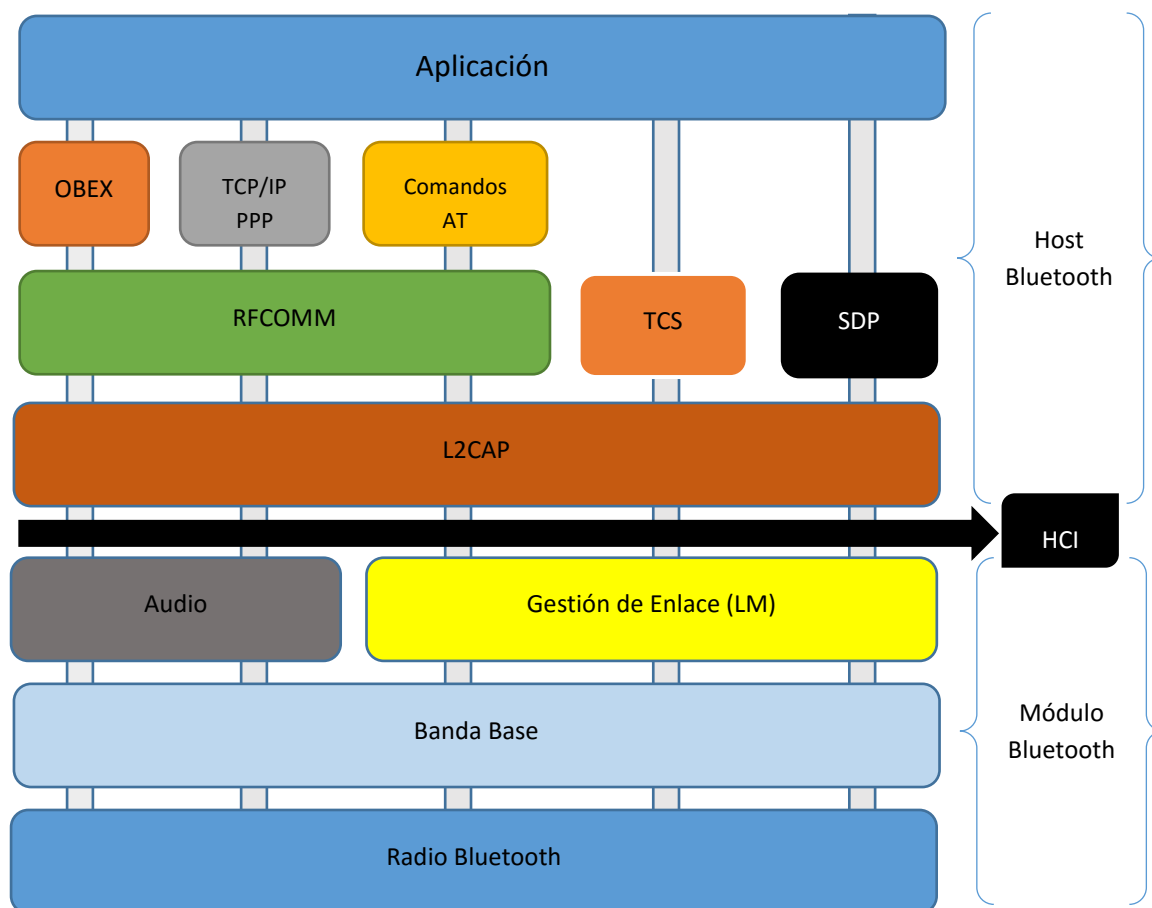 Aplicación
OBEX
TCP/IP
PPP
Comandos
AT
Host
Bluetooth
RFCOMM
TCS
SDP
L2CAP
HCI
Audio
Gestión de Enlace (LM)
Módulo
Bluetooth
Banda Base
Radio Bluetooth